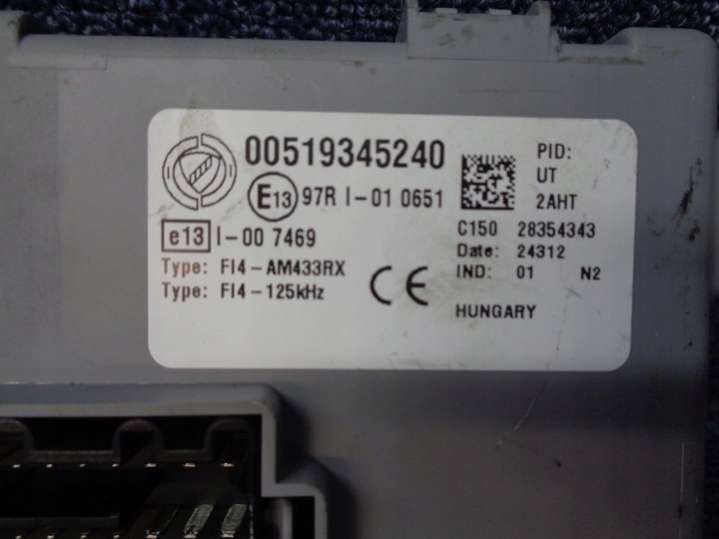 00519345240
E13 97R I-01 0651
e13 I-00 7469
Type: FI4-AM433RX
Type: FI4-125kHz
CE
PID:
UT
2AHT
C150 28354343
Date: 24312
IND: 01 N2
HUNGARY